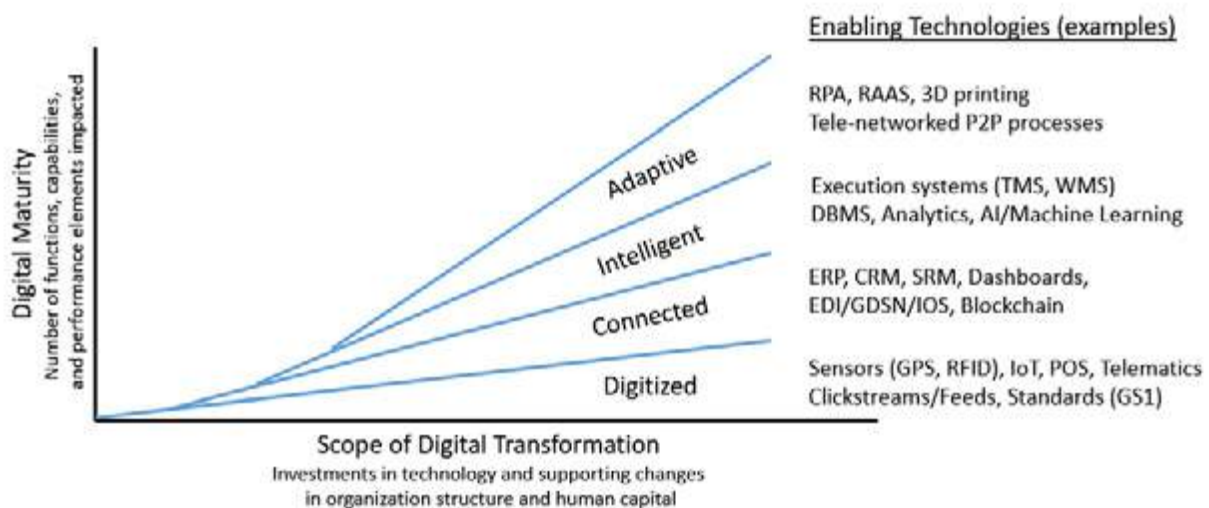 Enabling Technologies (examples)
RPA, RAAS, 3D printing
Tele-networked P2P processes
Execution systems (TMS, WMS)
DBMS, Analytics, AI/Machine Learning
ERP, CRM, SRM, Dashboards,
EDI/GDSN/IOS, Blockchain
Sensors (GPS, RFID), IoT, POS, Telematics
Clickstreams/Feeds, Standards (GS1)
Adaptive
Intelligent
Connected
Digitized
Digital Maturity
Number of functions, capabilities,
and performance elements impacted
Scope of Digital Transformation
Investments in technology and supporting changes
in organization structure and human capital